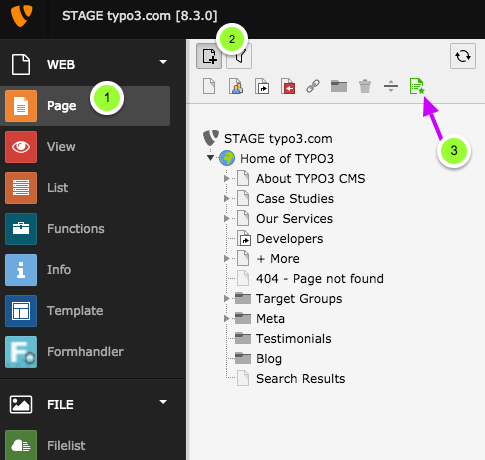 STAGE typo3.com [8.3.0]
WEB
Page
1
View
List
Functions
Info
Template
Formhandler
FILE
Filelist
2
3
STAGE typo3.com
Home of TYPO3
About TYPO3 CMS
Case Studies
Our Services
Developers
+ More
404 - Page not found
Target Groups
Meta
Testimonials
Blog
Search Results